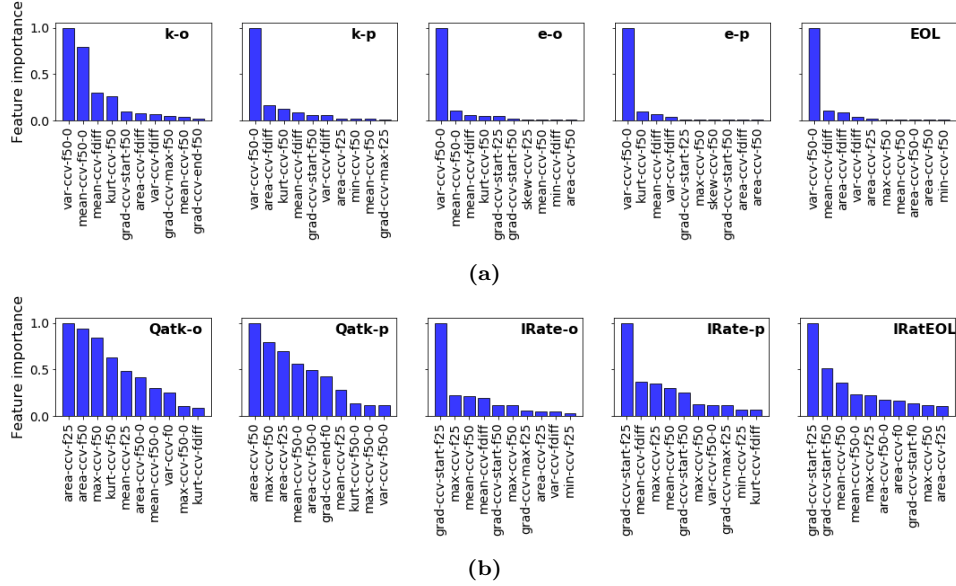 k-o
k-p
e-o
e-p
EOL
Feature importance
1.0
0.5
0.0
var-ccv-f50-0
mean-ccv-f50-0
mean-ccv-fdiff
kurt-ccv-f50
grad-ccv-start-f50
area-ccv-fdiff
var-ccv-fdiff
grad-ccv-max-f50
mean-ccv-f50
grad-ccv-end-f50
var-ccv-f50-0
area-ccv-fdiff
kurt-ccv-f50
mean-ccv-fdiff
grad-ccv-start-f50
var-ccv-fdiff
area-ccv-f25
min-ccv-f50
mean-ccv-f50
grad-ccv-max-f25
var-ccv-f50-0
mean-ccv-f50-0
mean-ccv-fdiff
kurt-ccv-f50
grad-ccv-start-f25
grad-ccv-start-f50
skew-ccv-f25
mean-ccv-f50
min-ccv-fdiff
area-ccv-f50
var-ccv-f50-0
kurt-ccv-f50
mean-ccv-fdiff
var-ccv-fdiff
grad-ccv-start-f25
max-ccv-f50
skew-ccv-f50
grad-ccv-start-f50
area-ccv-fdiff
area-ccv-f50
var-ccv-f50-0
mean-ccv-fdiff
area-ccv-fdiff
var-ccv-fdiff
area-ccv-f25
max-ccv-f50
mean-ccv-f50
area-ccv-f50-0
area-ccv-f50
min-ccv-f50
(a)
Qatk-o
Qatk-p
IRate-o
IRate-p
IRatEOL
Feature importance
1.0
0.5
0.0
area-ccv-f25
area-ccv-f50
max-ccv-f50
kurt-ccv-f50
mean-ccv-f25
area-ccv-f50-0
mean-ccv-f50-0
var-ccv-f0
max-ccv-f50-0
kurt-ccv-fdiff
area-ccv-f50
max-ccv-f50
area-ccv-f25
mean-ccv-f50-0
area-ccv-f50-0
grad-ccv-end-f0
mean-ccv-f25
kurt-ccv-f50-0
max-ccv-f50-0
var-ccv-f50-0
grad-ccv-start-f25
max-ccv-f25
mean-ccv-f50
mean-ccv-fdiff
grad-ccv-start-f50
max-ccv-f50
grad-ccv-max-f25
area-ccv-f25
var-ccv-fdiff
min-ccv-f25
grad-ccv-start-f25
mean-ccv-fdiff
max-ccv-f25
mean-ccv-f50
grad-ccv-start-f50
max-ccv-f50
var-ccv-f50-0
grad-ccv-max-f25
min-ccv-f25
kurt-ccv-fdiff
grad-ccv-start-f25
grad-ccv-start-f50
mean-ccv-f50
mean-ccv-f50-0
max-ccv-f25
area-ccv-f50-0
area-ccv-f0
grad-ccv-start-f0
max-ccv-f50
area-ccv-f25
(b)